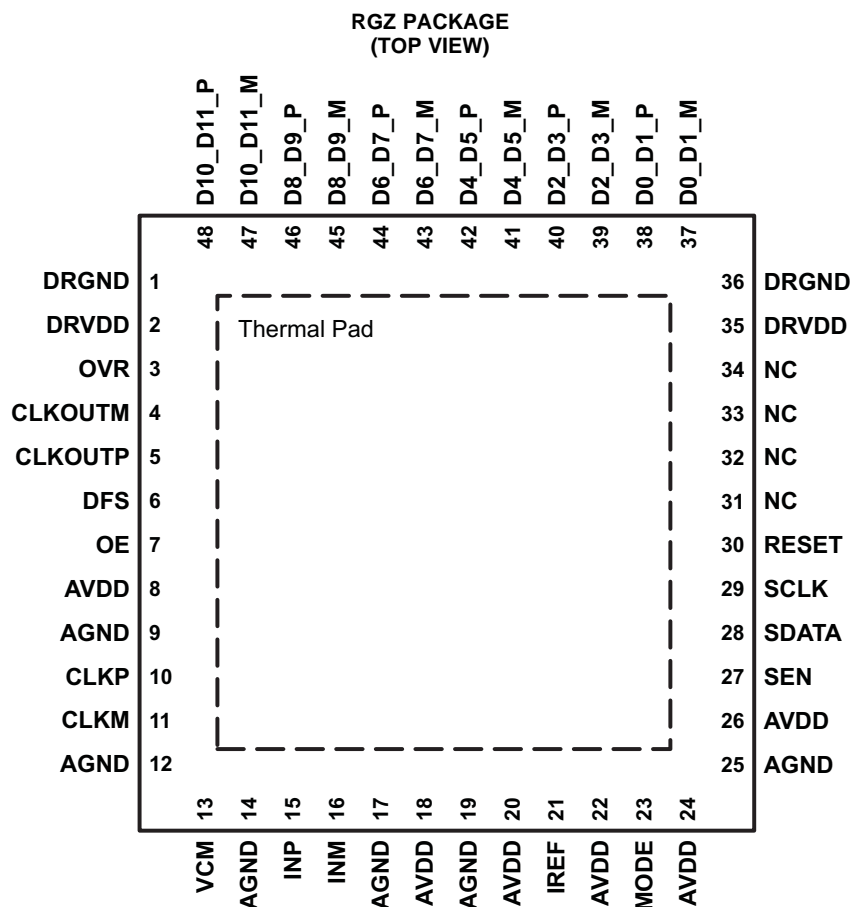 RGZ PACKAGE
(TOP VIEW)
D10_D11_P
D10_D11_M
D8_D9_P
D8_D9_M
D6_D7_P
D6_D7_M
D4_D5_P
D4_D5_M
D2_D3_P
D2_D3_M
D0_D1_P
D0_D1_M
48 47 46 45 44 43 42 41 40 39 38 37
DRGND 1
DRVDD 2
OVR 3
CLKOUTM 4
CLKOUTP 5
DFS 6
OE 7
AVDD 8
AGND 9
CLKP 10
CLKM 11
AGND 12
Thermal Pad
36 DRGND
35 DRVDD
34 NC
33 NC
32 NC
31 NC
30 RESET
29 SCLK
28 SDATA
27 SEN
26 AVDD
25 AGND
13 14 15 16 17 18 19 20 21 22 23 24
VCM
AGND
INP
INM
AGND
AVDD
AGND
AVDD
IREF
AVDD
MODE
AVDD